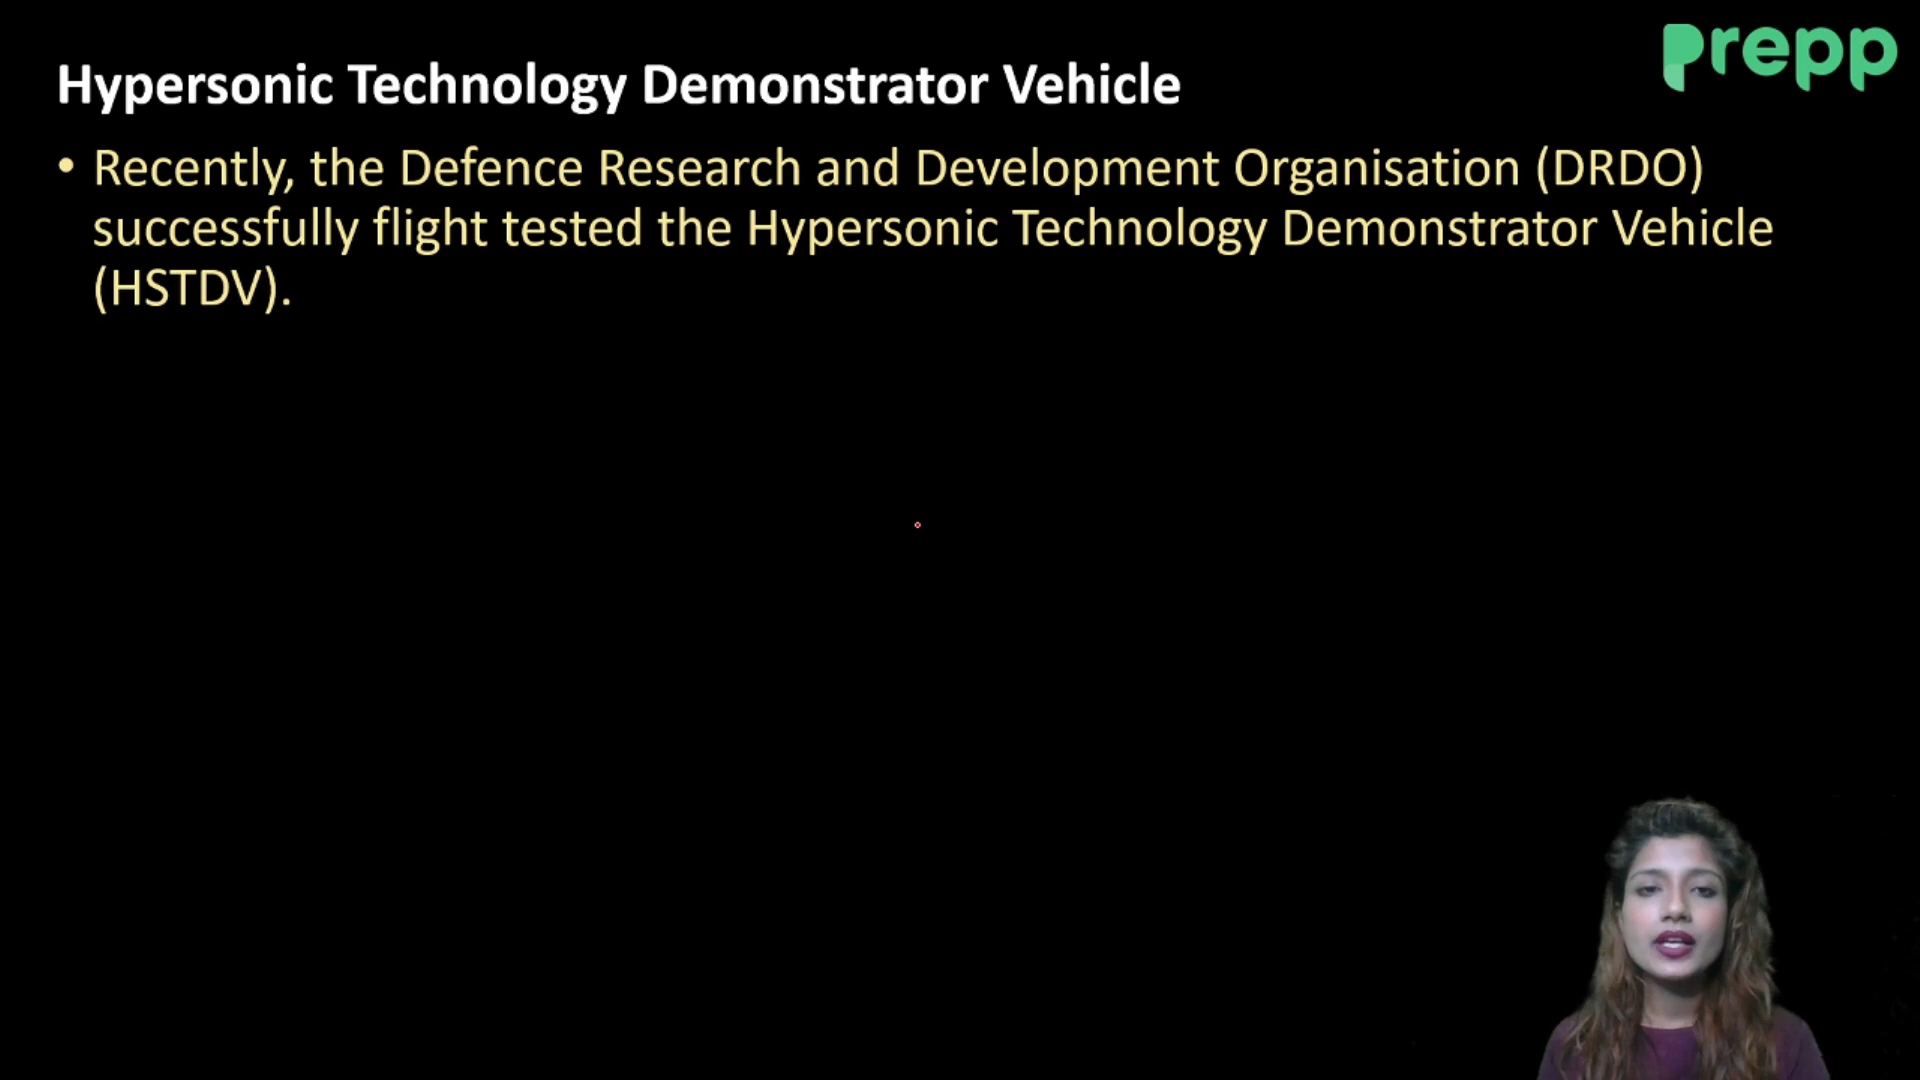 prepp
Hypersonic Technology Demonstrator Vehicle
• Recently, the Defence Research and Development Organisation (DRDO)
successfully flight tested the Hypersonic Technology Demonstrator Vehicle
(HSTDV).